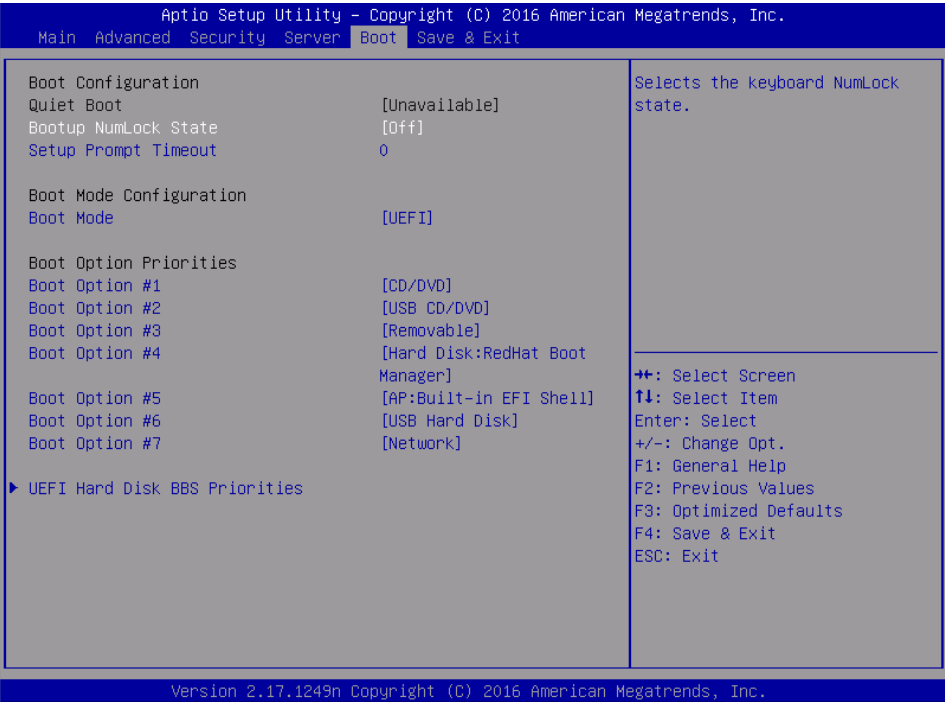 Aptio Setup Utility – Copyright (C) 2016 American Megatrends, Inc.
Main Advanced Security Server Boot Save & Exit
Boot Configuration
Quiet Boot [Unavailable]
Bootup NumLock State [Off]
Setup Prompt Timeout 0
Boot Mode Configuration
Boot Mode [UEFI]
Boot Option Priorities
Boot Option #1 [CD/DVD]
Boot Option #2 [USB CD/DVD]
Boot Option #3 [Removable]
Boot Option #4 [Hard Disk:RedHat Boot
Manager]
Boot Option #5 [AP:Built-in EFI Shell]
Boot Option #6 [USB Hard Disk]
Boot Option #7 [Network]
▶ UEFI Hard Disk BBS Priorities
Selects the keyboard NumLock
state.
→←: Select Screen
↑↓: Select Item
Enter: Select
+/-: Change Opt.
F1: General Help
F2: Previous Values
F3: Optimized Defaults
F4: Save & Exit
ESC: Exit
Version 2.17.1249n Copyright (C) 2016 American Megatrends, Inc.